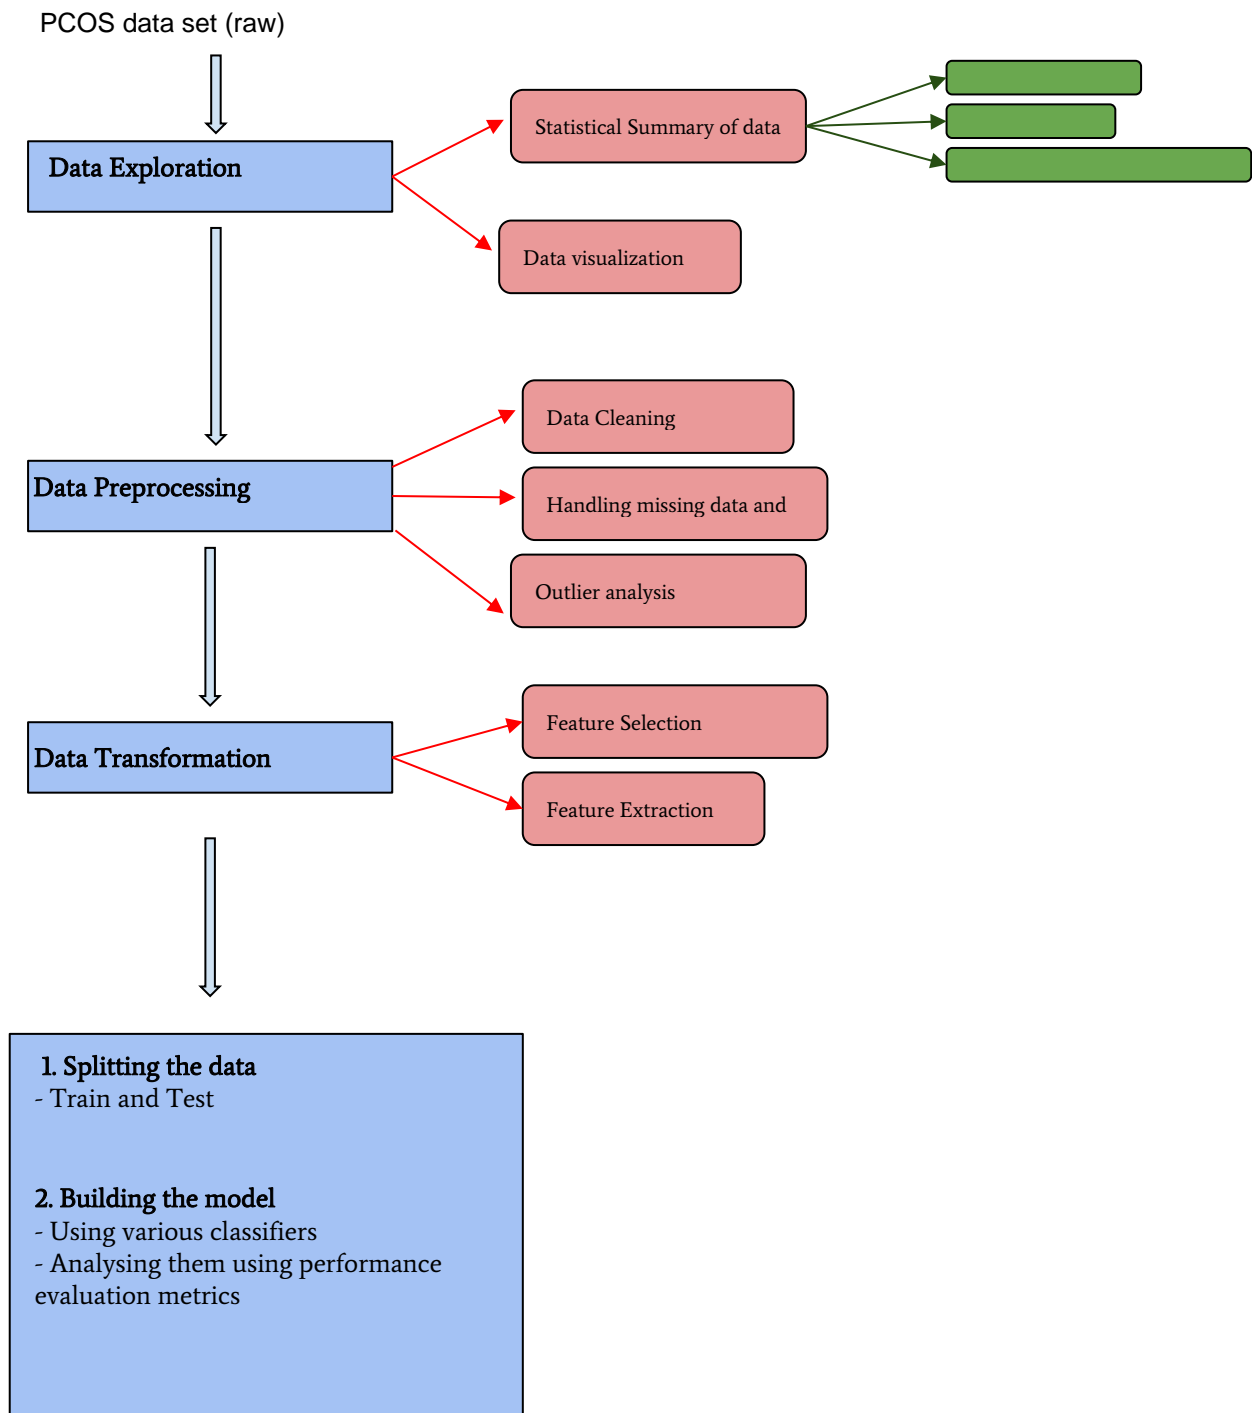 PCOS data set (raw)
Statistical Summary of data
Data Exploration
Data visualization
Data Cleaning
Data Preprocessing
Handling missing data and
Outlier analysis
Feature Selection
Data Transformation
Feature Extraction
1. Splitting the data
- Train and Test
2. Building the model
- Using various classifiers
- Analysing them using performance
evaluation metrics